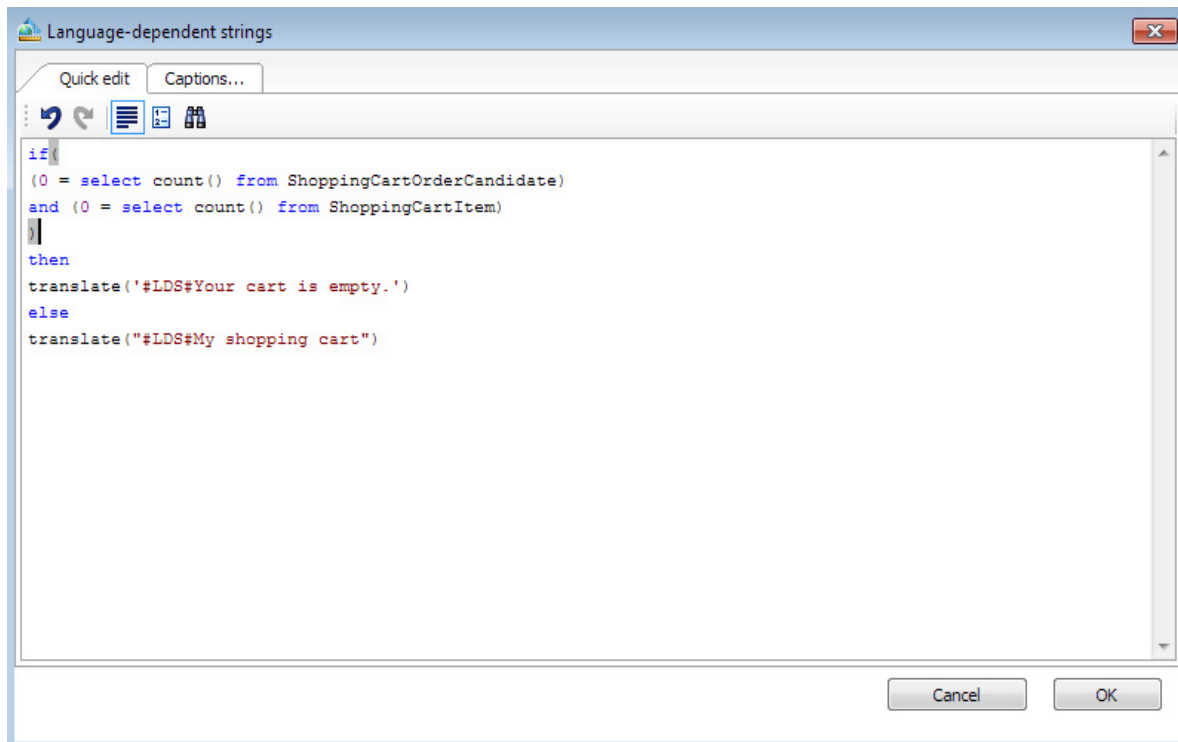 Language-dependent strings
Quick edit
Captions...
if(
(0 = select count() from ShoppingCartOrderCandidate)
and (0 = select count() from ShoppingCartItem)
)
then
translate('#LDS#Your cart is empty.')
else
translate("#LDS#My shopping cart")
Cancel
OK